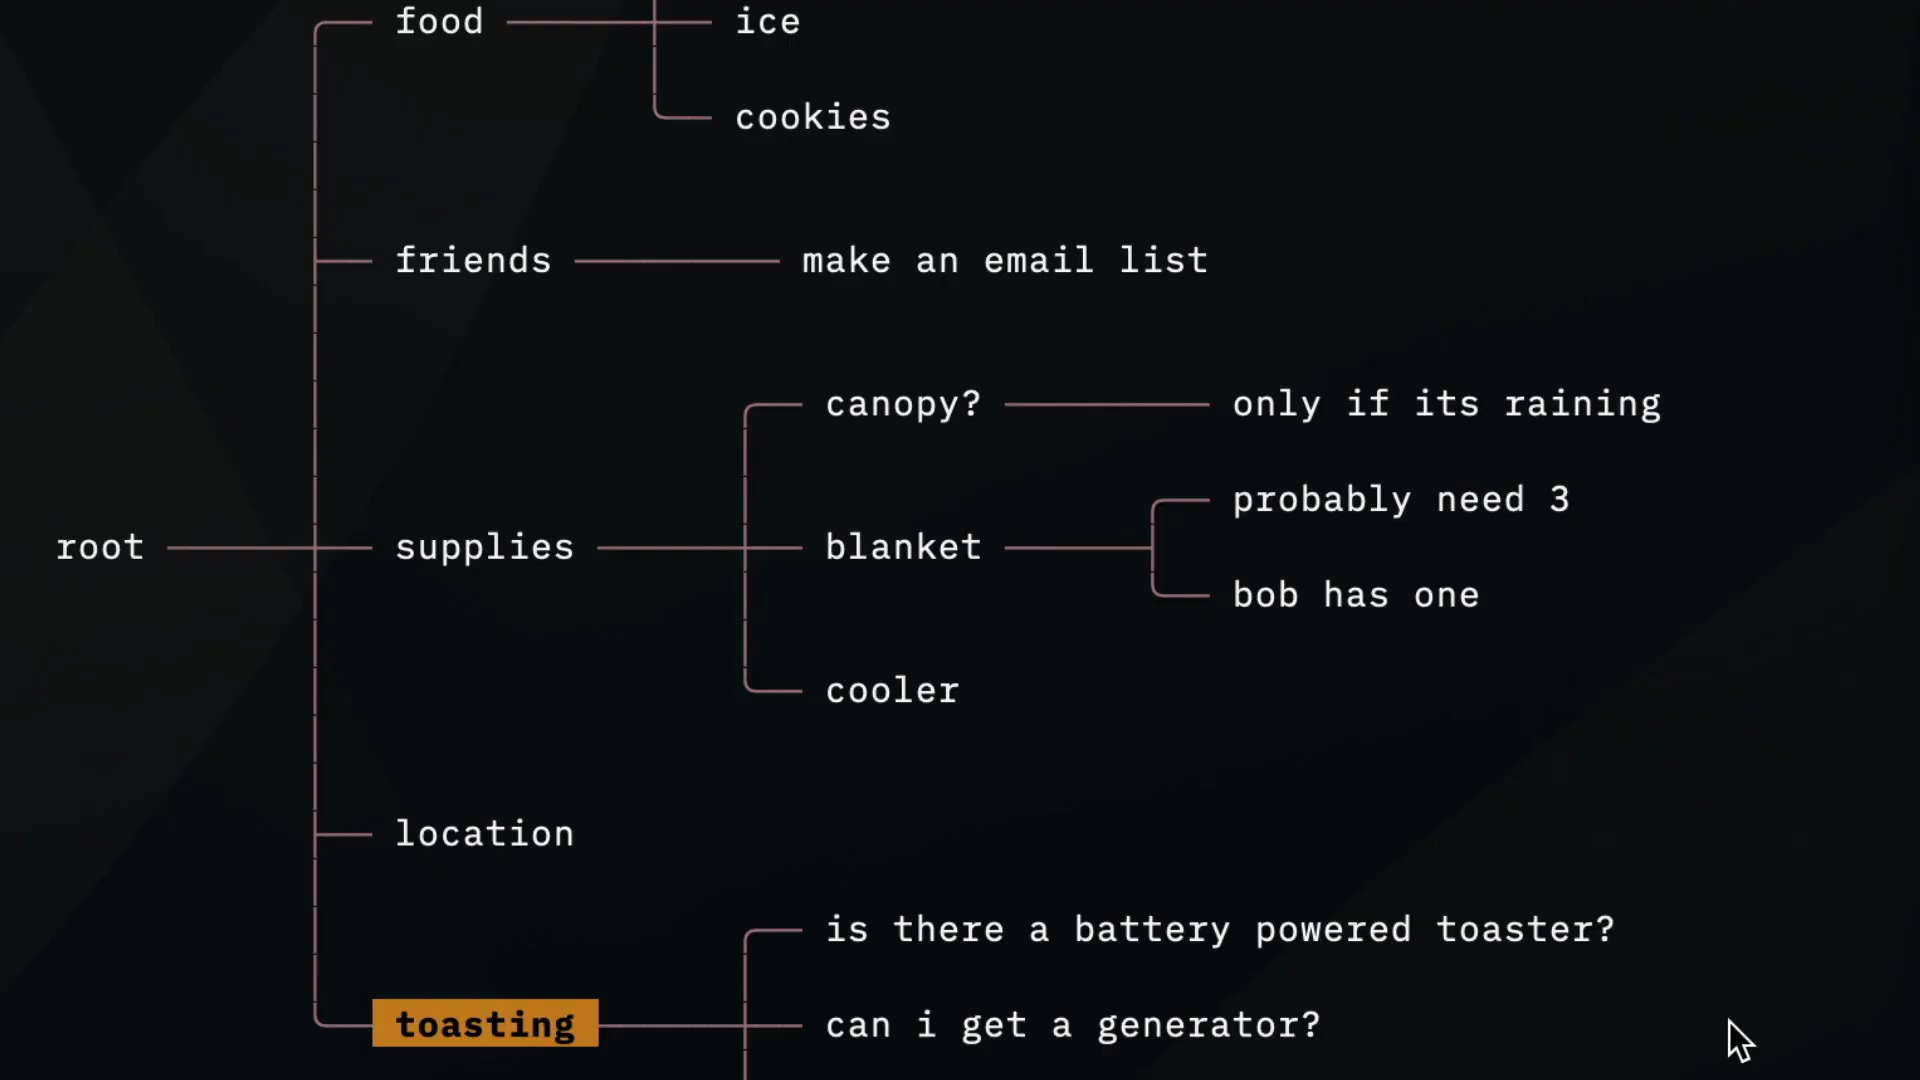 food ice
cookies
friends make an email list
canopy? only if its raining
probably need 3
root supplies blanket
bob has one
cooler
location
is there a battery powered toaster?
toasting can i get a generator?